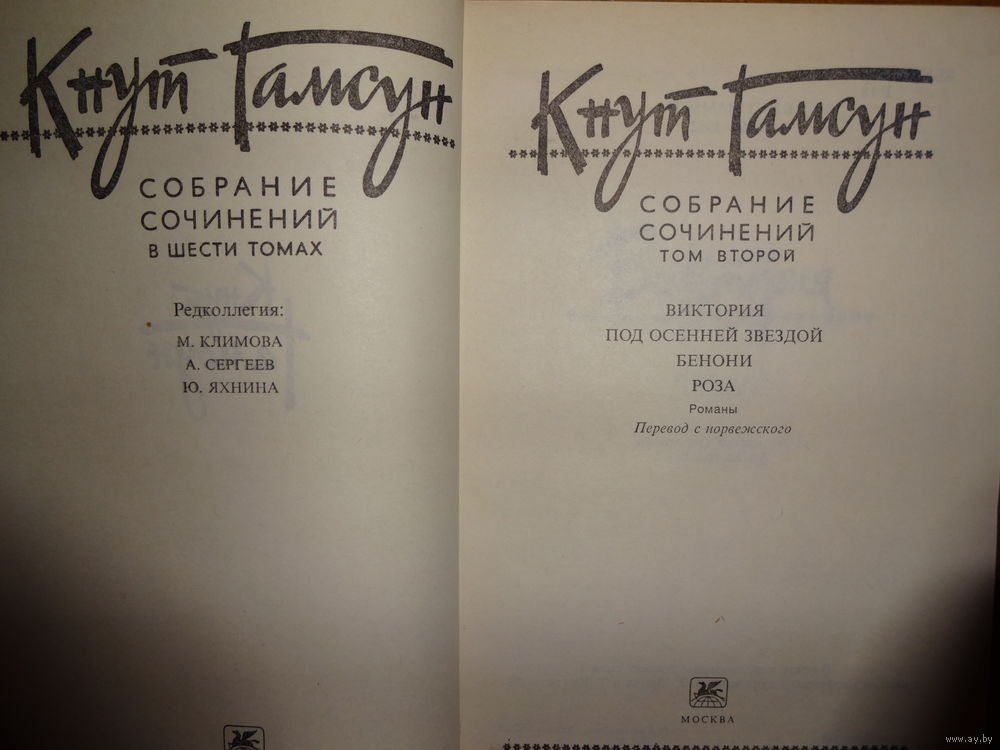 Кнут Гамсун
СОБРАНИЕ
СОЧИНЕНИЙ
В ШЕСТИ ТОМАХ
Редколлегия:
М. КЛИМОВА
А. СЕРГЕЕВ
Ю. ЯХНИНА
Кнут Гамсун
СОБРАНИЕ
СОЧИНЕНИЙ
ТОМ ВТОРОЙ
ВИКТОРИЯ
ПОД ОСЕННЕЙ ЗВЕЗДОЙ
БЕНОНИ
РОЗА
Романы
Перевод с норвежского
МОСКВА
www.ay.by